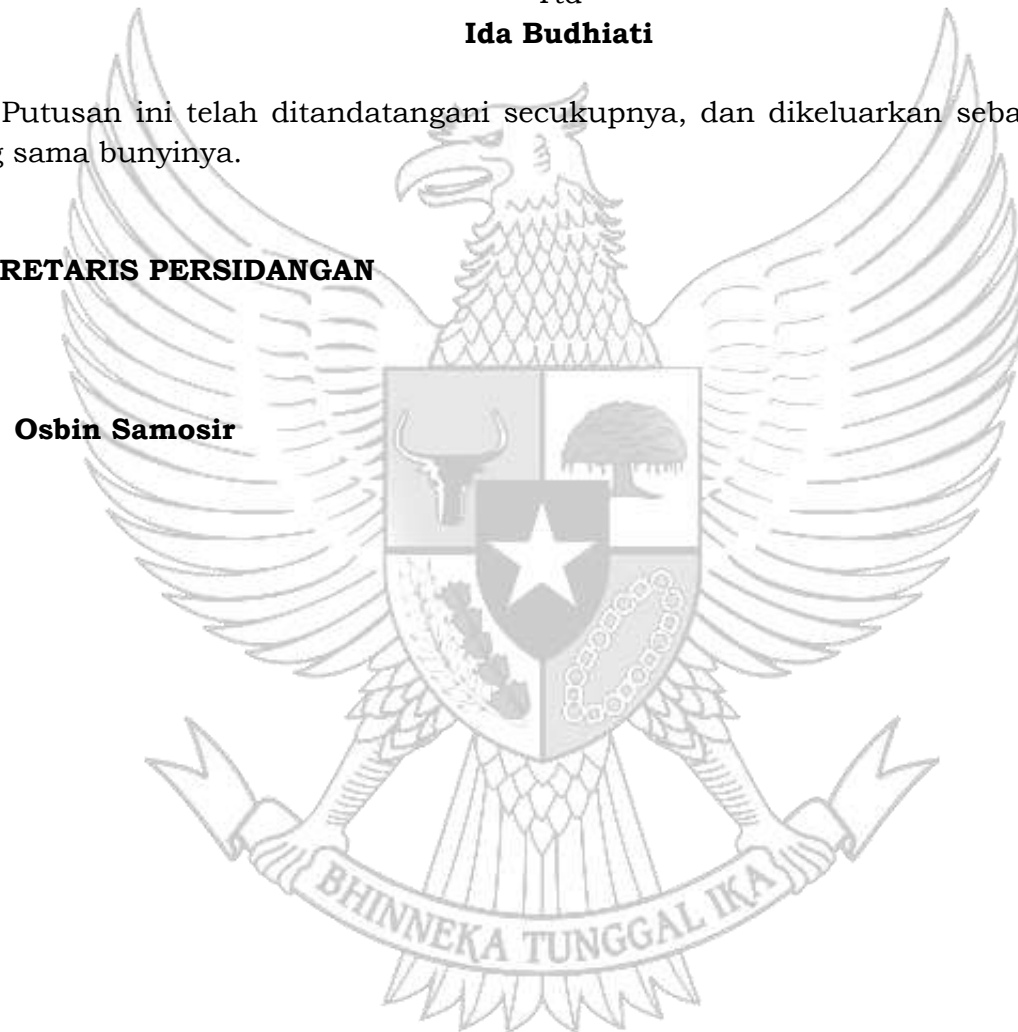 Ida Budhiati
Putusan ini telah ditandatangani secukupnya, dan dikeluarkan seba
g sama bunyinya.
RETARIS PERSIDANGAN
Osbin Samosir
BHINNEKA TUNGGAL IKA